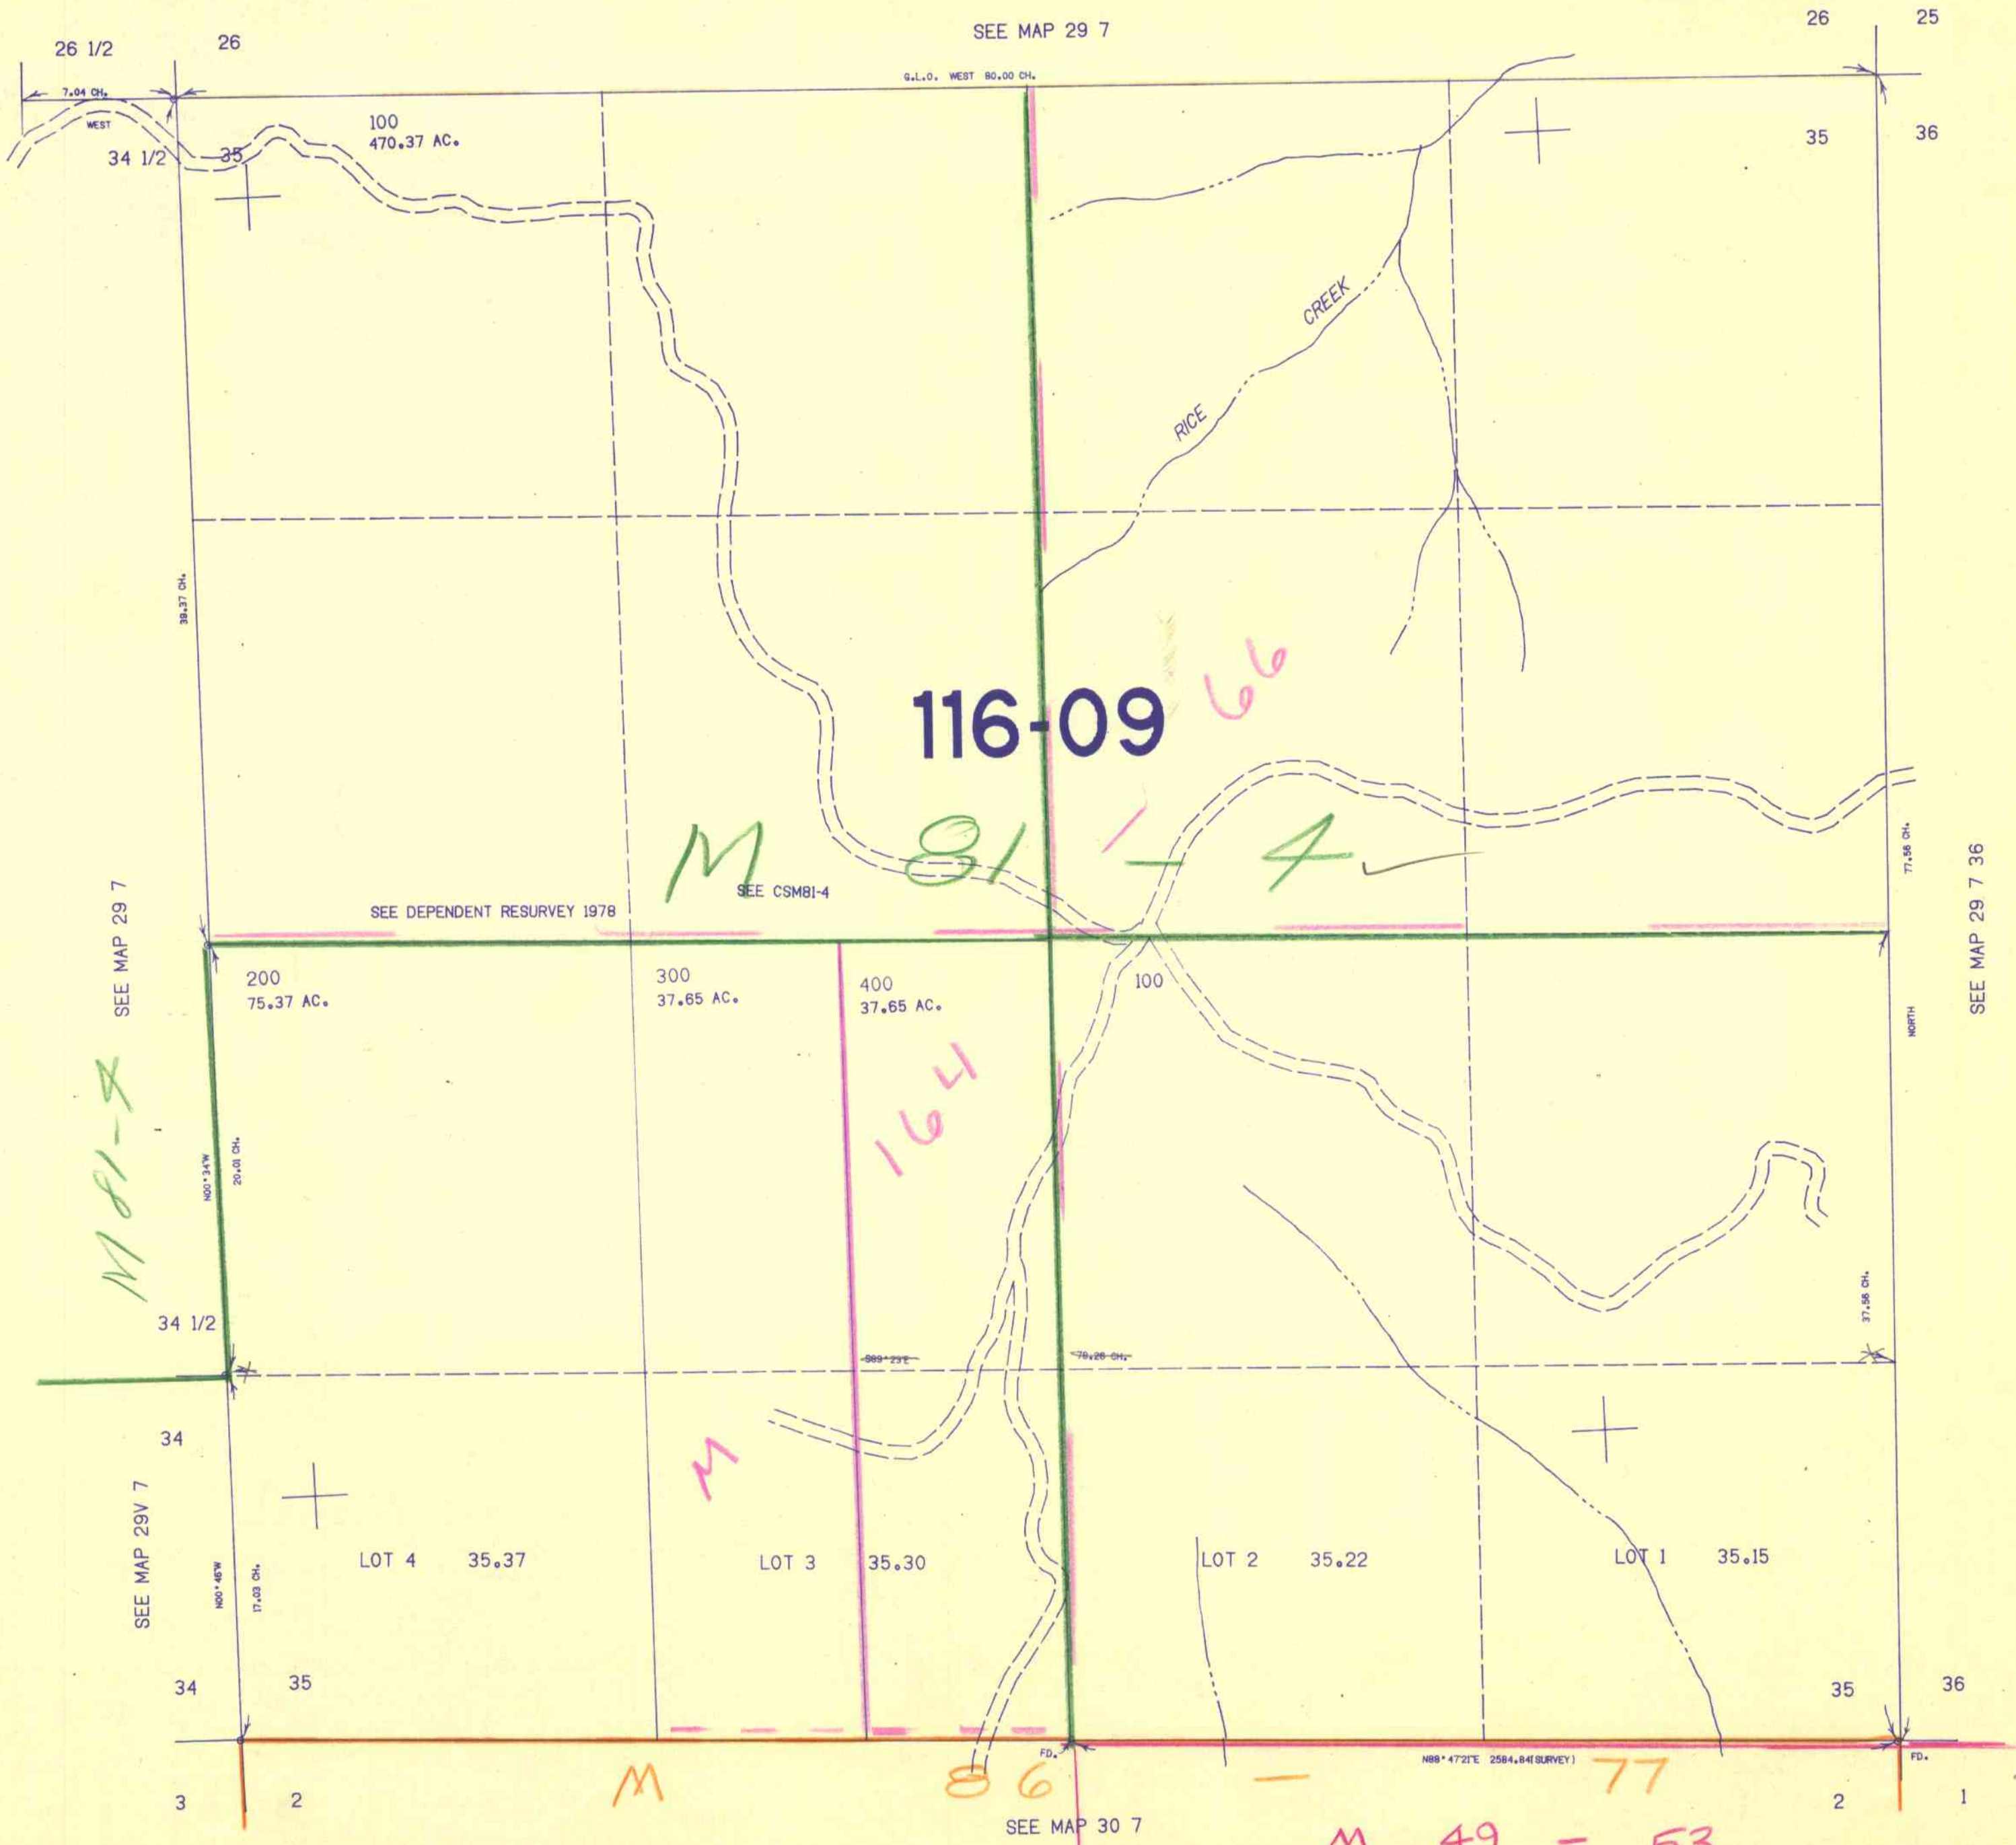 SEE MAP 29 7
26 1/2
26
26
25
G.L.O. WEST 80.00 CH.
7.04 CH.
WEST
34 1/2
35
100
470.37 AC.
35
36
CREEK
RICE
39.37 CH.
66
116-09
M 81 - 4
77.56 CH.
SEE CSM81-4
SEE DEPENDENT RESURVEY 1978
SEE MAP 29 7
SEE MAP 29 7 36
200
75.37 AC.
300
37.65 AC.
400
37.65 AC.
100
NORTH
M 81-4
164
N00°34'W
20.01 CH.
34 1/2
37.56 CH.
S89°23'E
78.28 CH.
34
M
SEE MAP 29V 7
LOT 4 35.37
LOT 3 35.30
LOT 2 35.22
LOT 1 35.15
N00°46'W
17.03 CH.
34
35
35
36
FD.
N88°47'21"E 2584.84(SURVEY)
FD.
M 86 - 77
3
2
2
1
SEE MAP 30 7
M 49 - 53